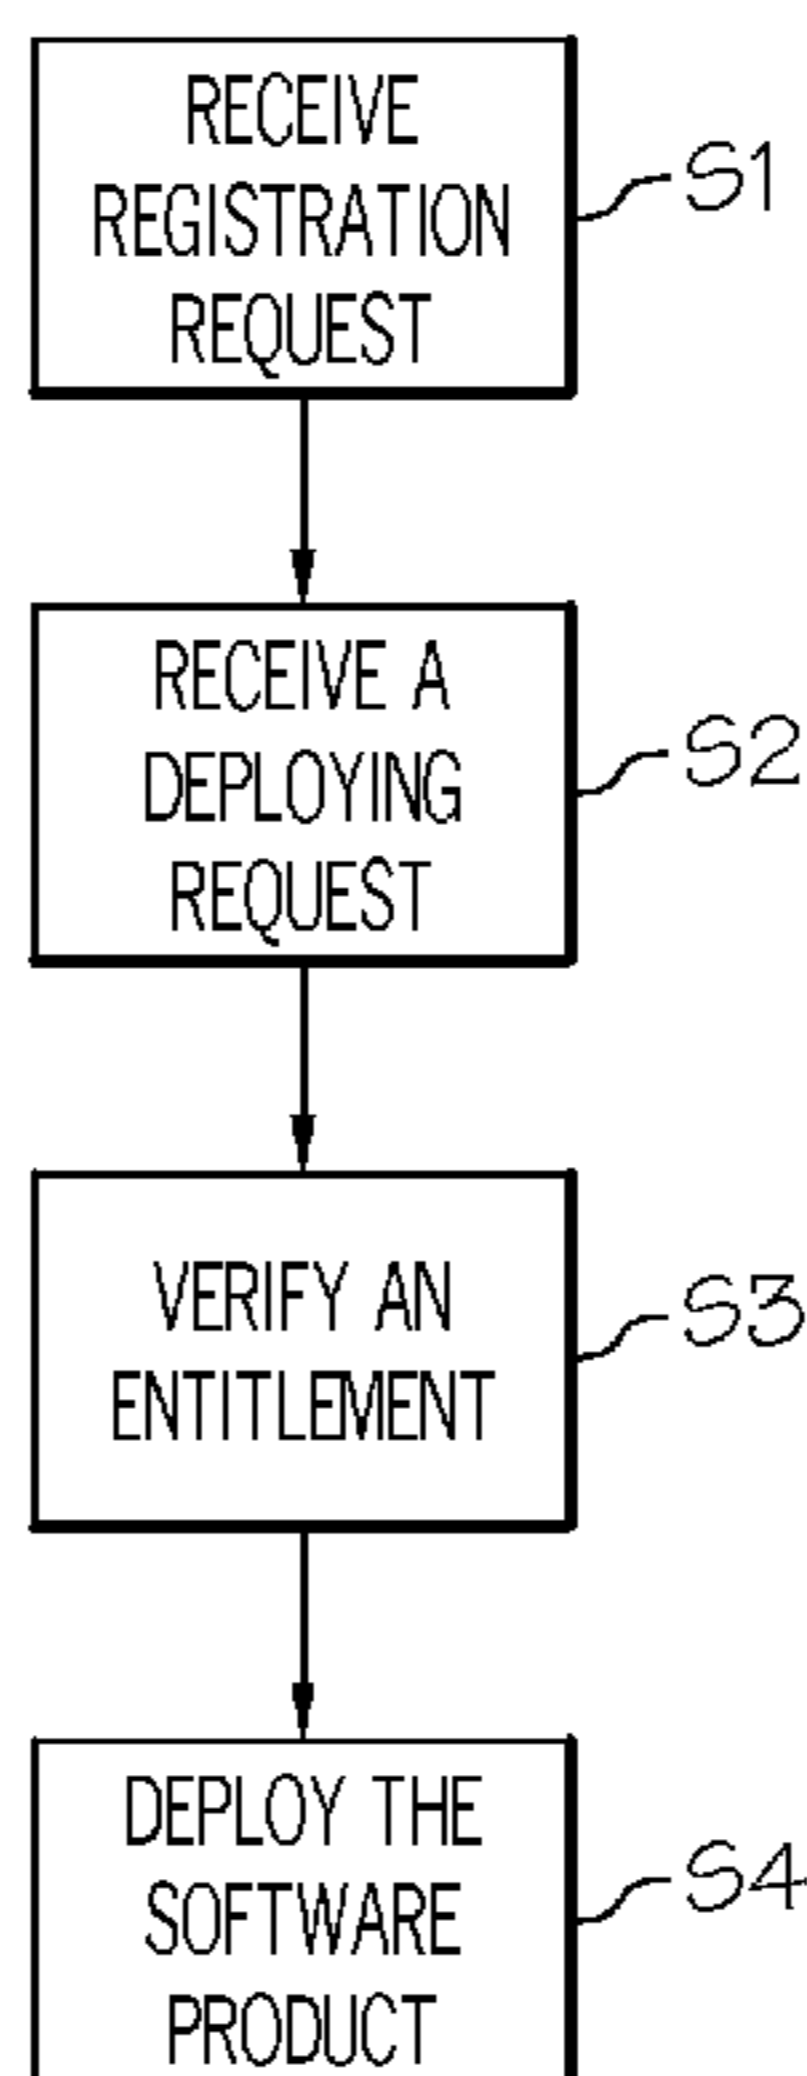 RECEIVE
REGISTRATION
REQUEST
S1
RECEIVE A
DEPLOYING
REQUEST
S2
VERIFY AN
ENTITLEMENT
S3
DEPLOY THE
SOFTWARE
PRODUCT
S4